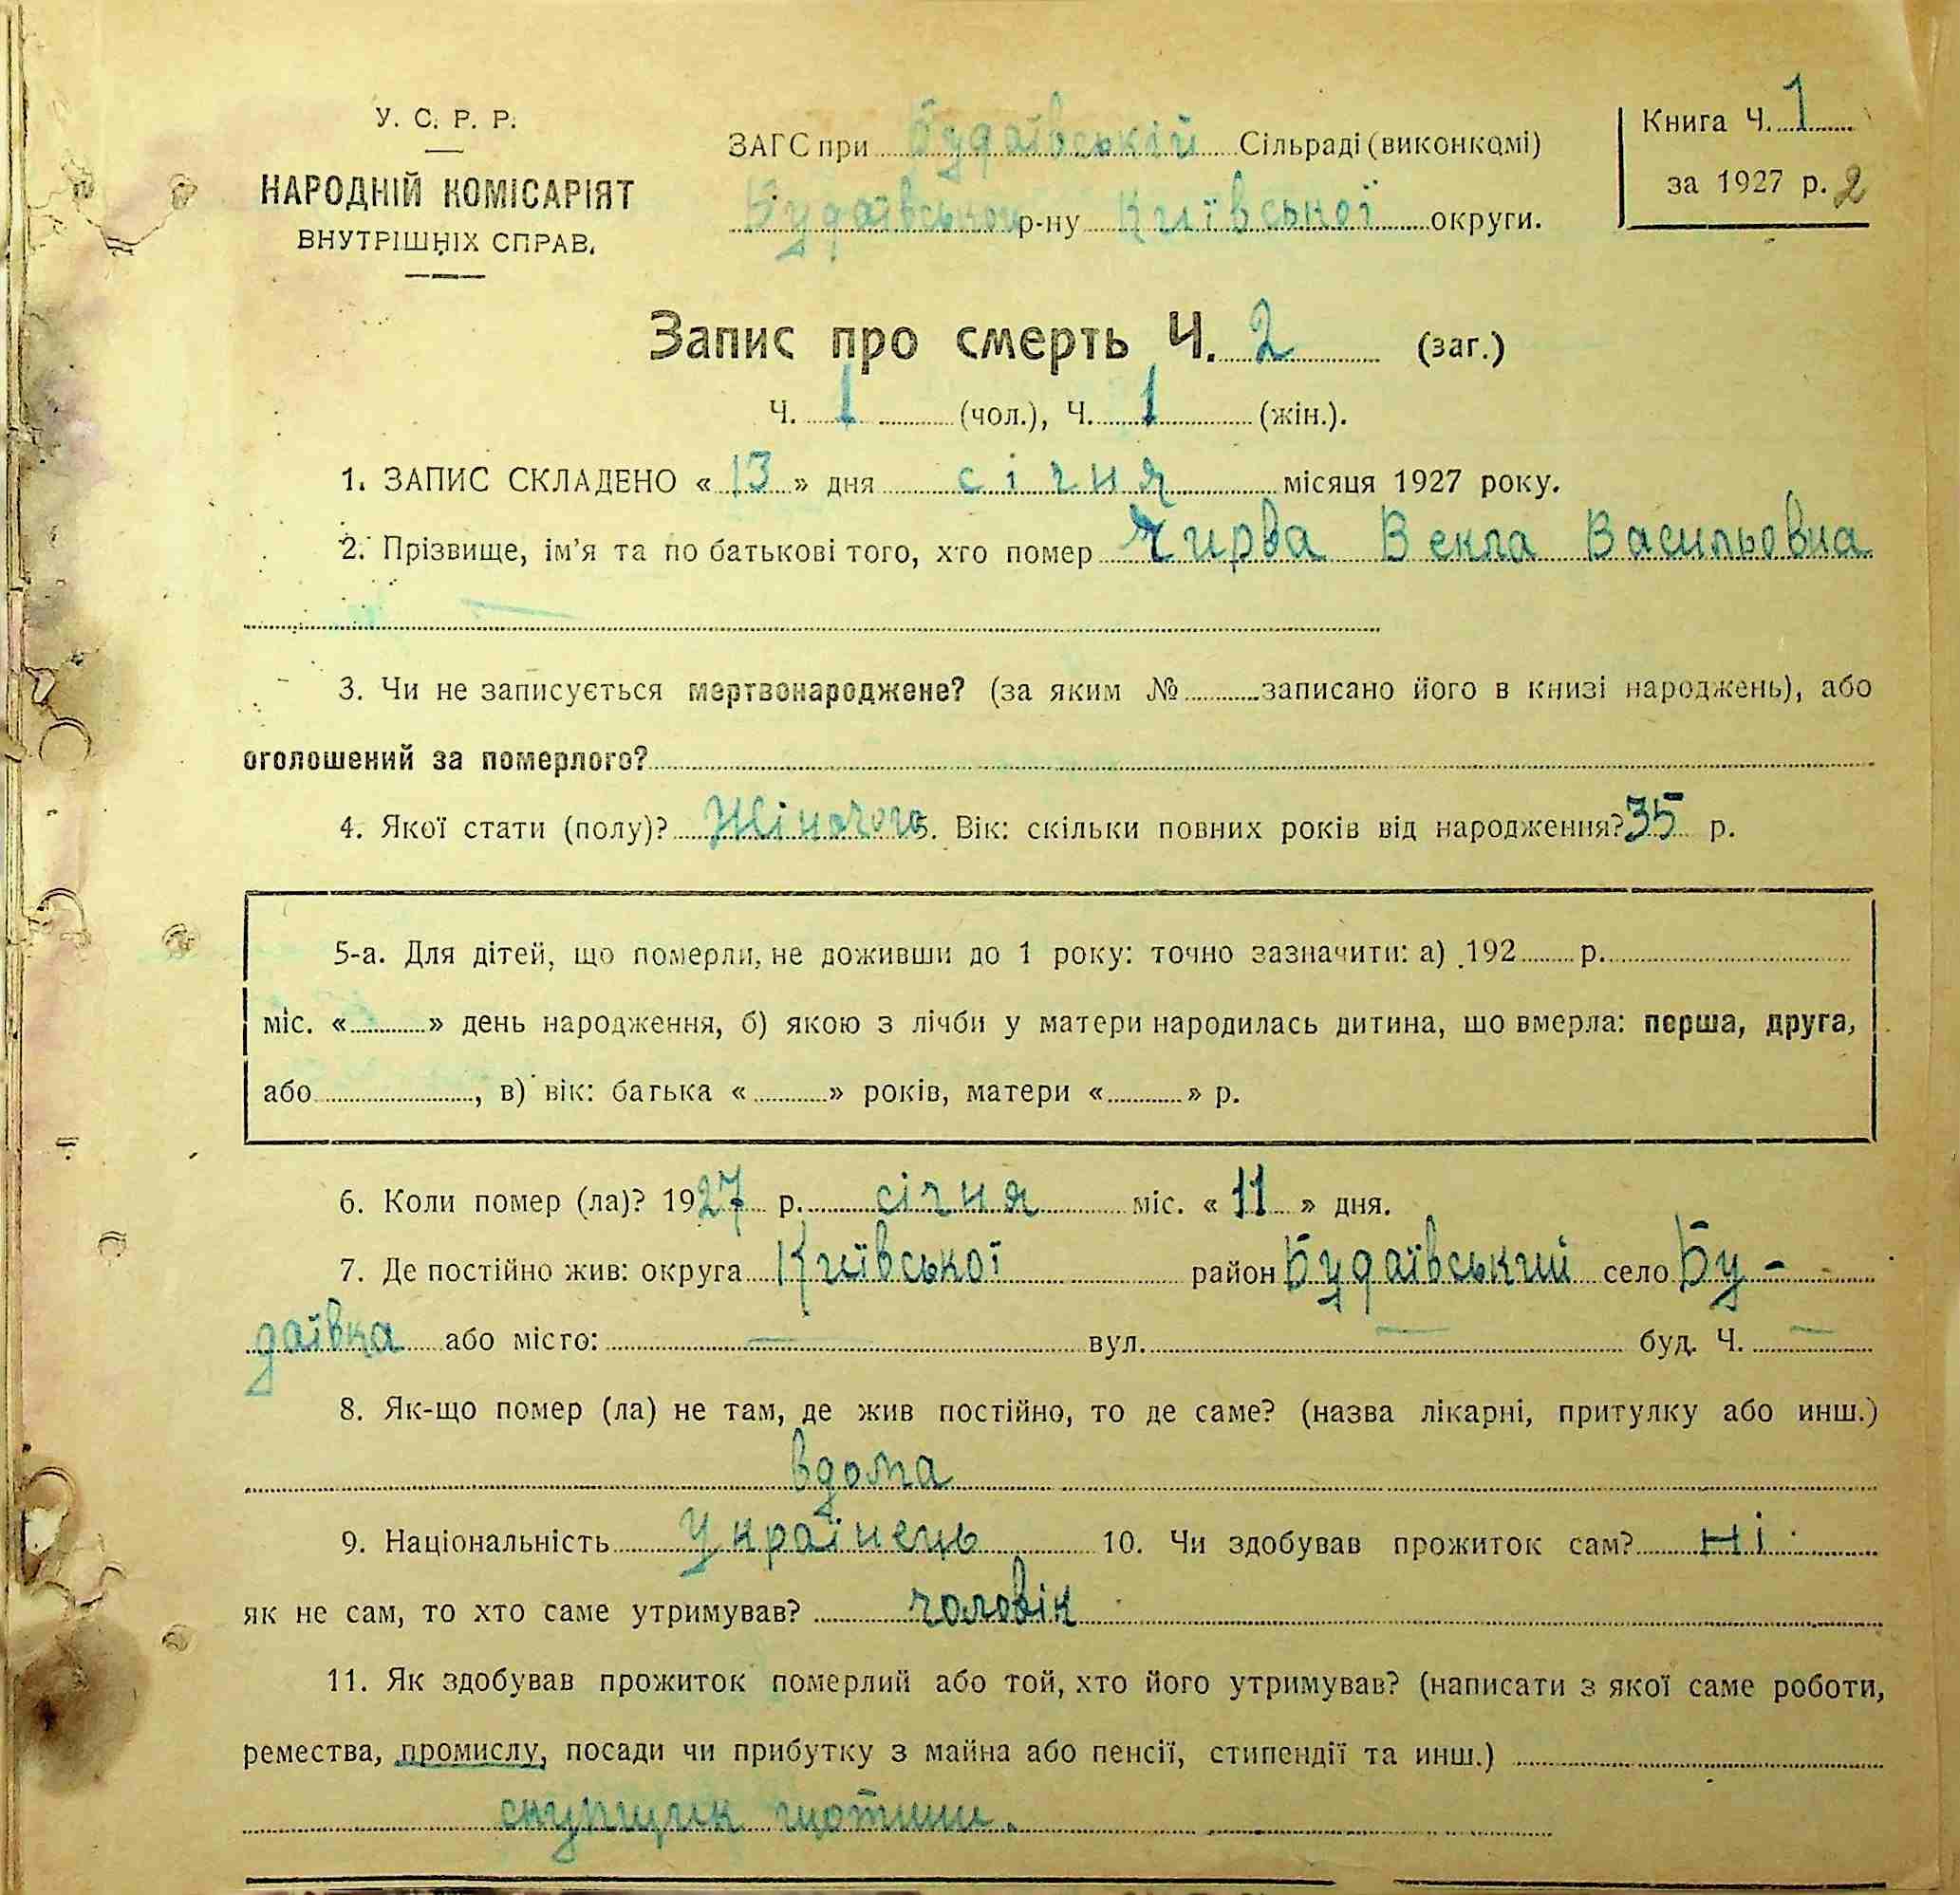 У. С. Р. Р.
НАРОДНІЙ КОМІСАРІЯТ
ВНУТРІШНІХ СПРАВ.
ЗАГС при Будаївській Сільраді (виконкомі)
Будаївського р-ну Київської округи.
Книга Ч. 1
за 1927 р. 2
Запис про смерть Ч. 2 (заг.)
Ч. 1 (чол.), Ч. 1 (жін.).
1. ЗАПИС СКЛАДЕНО « 13 » дня січня місяця 1927 року.
2. Прізвище, ім’я та по батькові того, хто помер Чирва Векла Васильовна
3. Чи не записується мертвонароджене? (за яким № записано його в книзі народжень), або
оголошений за померлого?
4. Якої стати (полу)? Жіночого 5. Вік: скільки повних років від народження? 35 р.
5-а. Для дітей, що померли, не доживши до 1 року: точно зазначити: а) 192 р.
міс. « » день народження, б) якою з лічби у матери народилась дитина, що вмерла: перша, друга,
або , в) вік: батька « » років, матери « » р.
6. Коли помер (ла)? 1927 р. січня міс. « 11 » дня.
7. Де постійно жив: округа Київської район Будаївський село Бу-
даївка або місто: — вул. — буд. Ч. —
8. Як-що помер (ла) не там, де жив постійно, то де саме? (назва лікарні, притулку або инш.)
вдома
9. Національність Українець 10. Чи здобував прожиток сам? Ні
як не сам, то хто саме утримував? чоловік
11. Як здобував прожиток померлий або той, хто його утримував? (написати з якої саме роботи,
ремества, промислу, посади чи прибутку з майна або пенсії, стипендії та инш.)
скупщик щотини.